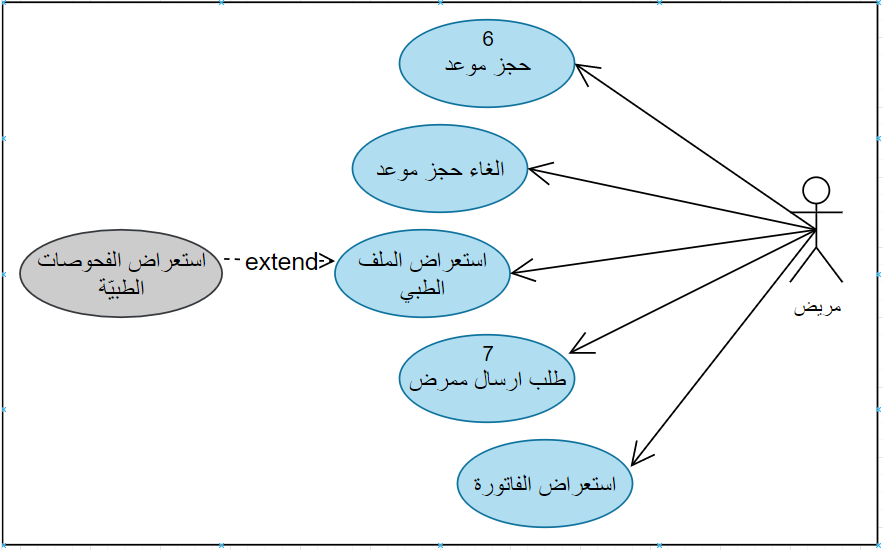 6
حجز موعد
الغاء حجز موعد
استعراض الملف
الطبي
extend
استعراض الفحوصات
الطبيّة
7
طلب ارسال ممرض
استعراض الفاتورة
مريض